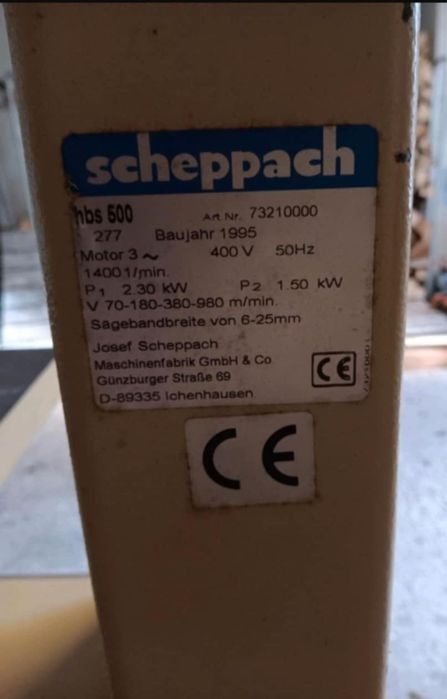 scheppach
hbs 500 Art. Nr. 73210000
277 Baujahr 1995
Motor 3 ~ 400 V 50Hz
1400 1/min.
P1 2.30 kW P2 1.50 kW
V 70-180-380-980 m/min.
Sägebandbreite von 6-25mm
Josef Scheppach
Maschinenfabrik GmbH & Co.
Günzburger Straße 69
D-89335 Ichenhausen
CE
CE